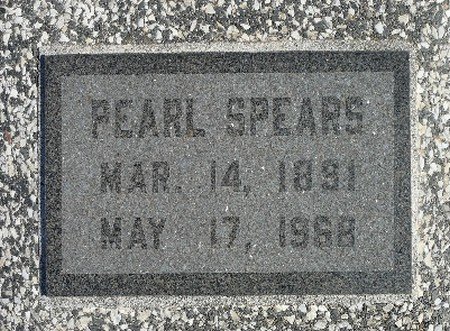 PEARL SPEARS
MAR. 14, 1891
MAY 17, 1968